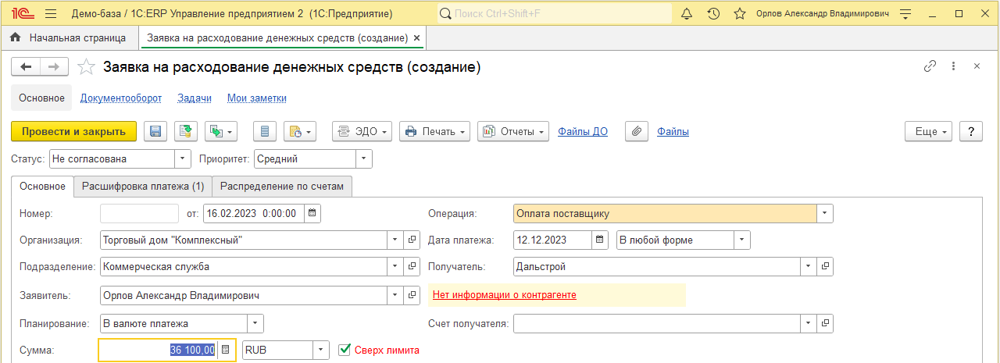 1С Демо-база / 1С:ERP Управление предприятием 2 (1С:Предприятие) Поиск Ctrl+Shift+F Орлов Александр Владимирович
Начальная страница Заявка на расходование денежных средств (создание) ×
Заявка на расходование денежных средств (создание)
Основное Документооборот Задачи Мои заметки
Провести и закрыть ЭДО Печать Отчеты Файлы ДО Файлы Еще ?
Статус: Не согласована Приоритет: Средний
Основное Расшифровка платежа (1) Распределение по счетам
Номер: от: 16.02.2023 0:00:00 Операция: Оплата поставщику
Организация: Торговый дом "Комплексный" Дата платежа: 12.12.2023 В любой форме
Подразделение: Коммерческая служба Получатель: Дальстрой
Заявитель: Орлов Александр Владимирович Нет информации о контрагенте
Планирование: В валюте платежа Счет получателя:
Сумма: 36 100,00 RUB Сверх лимита